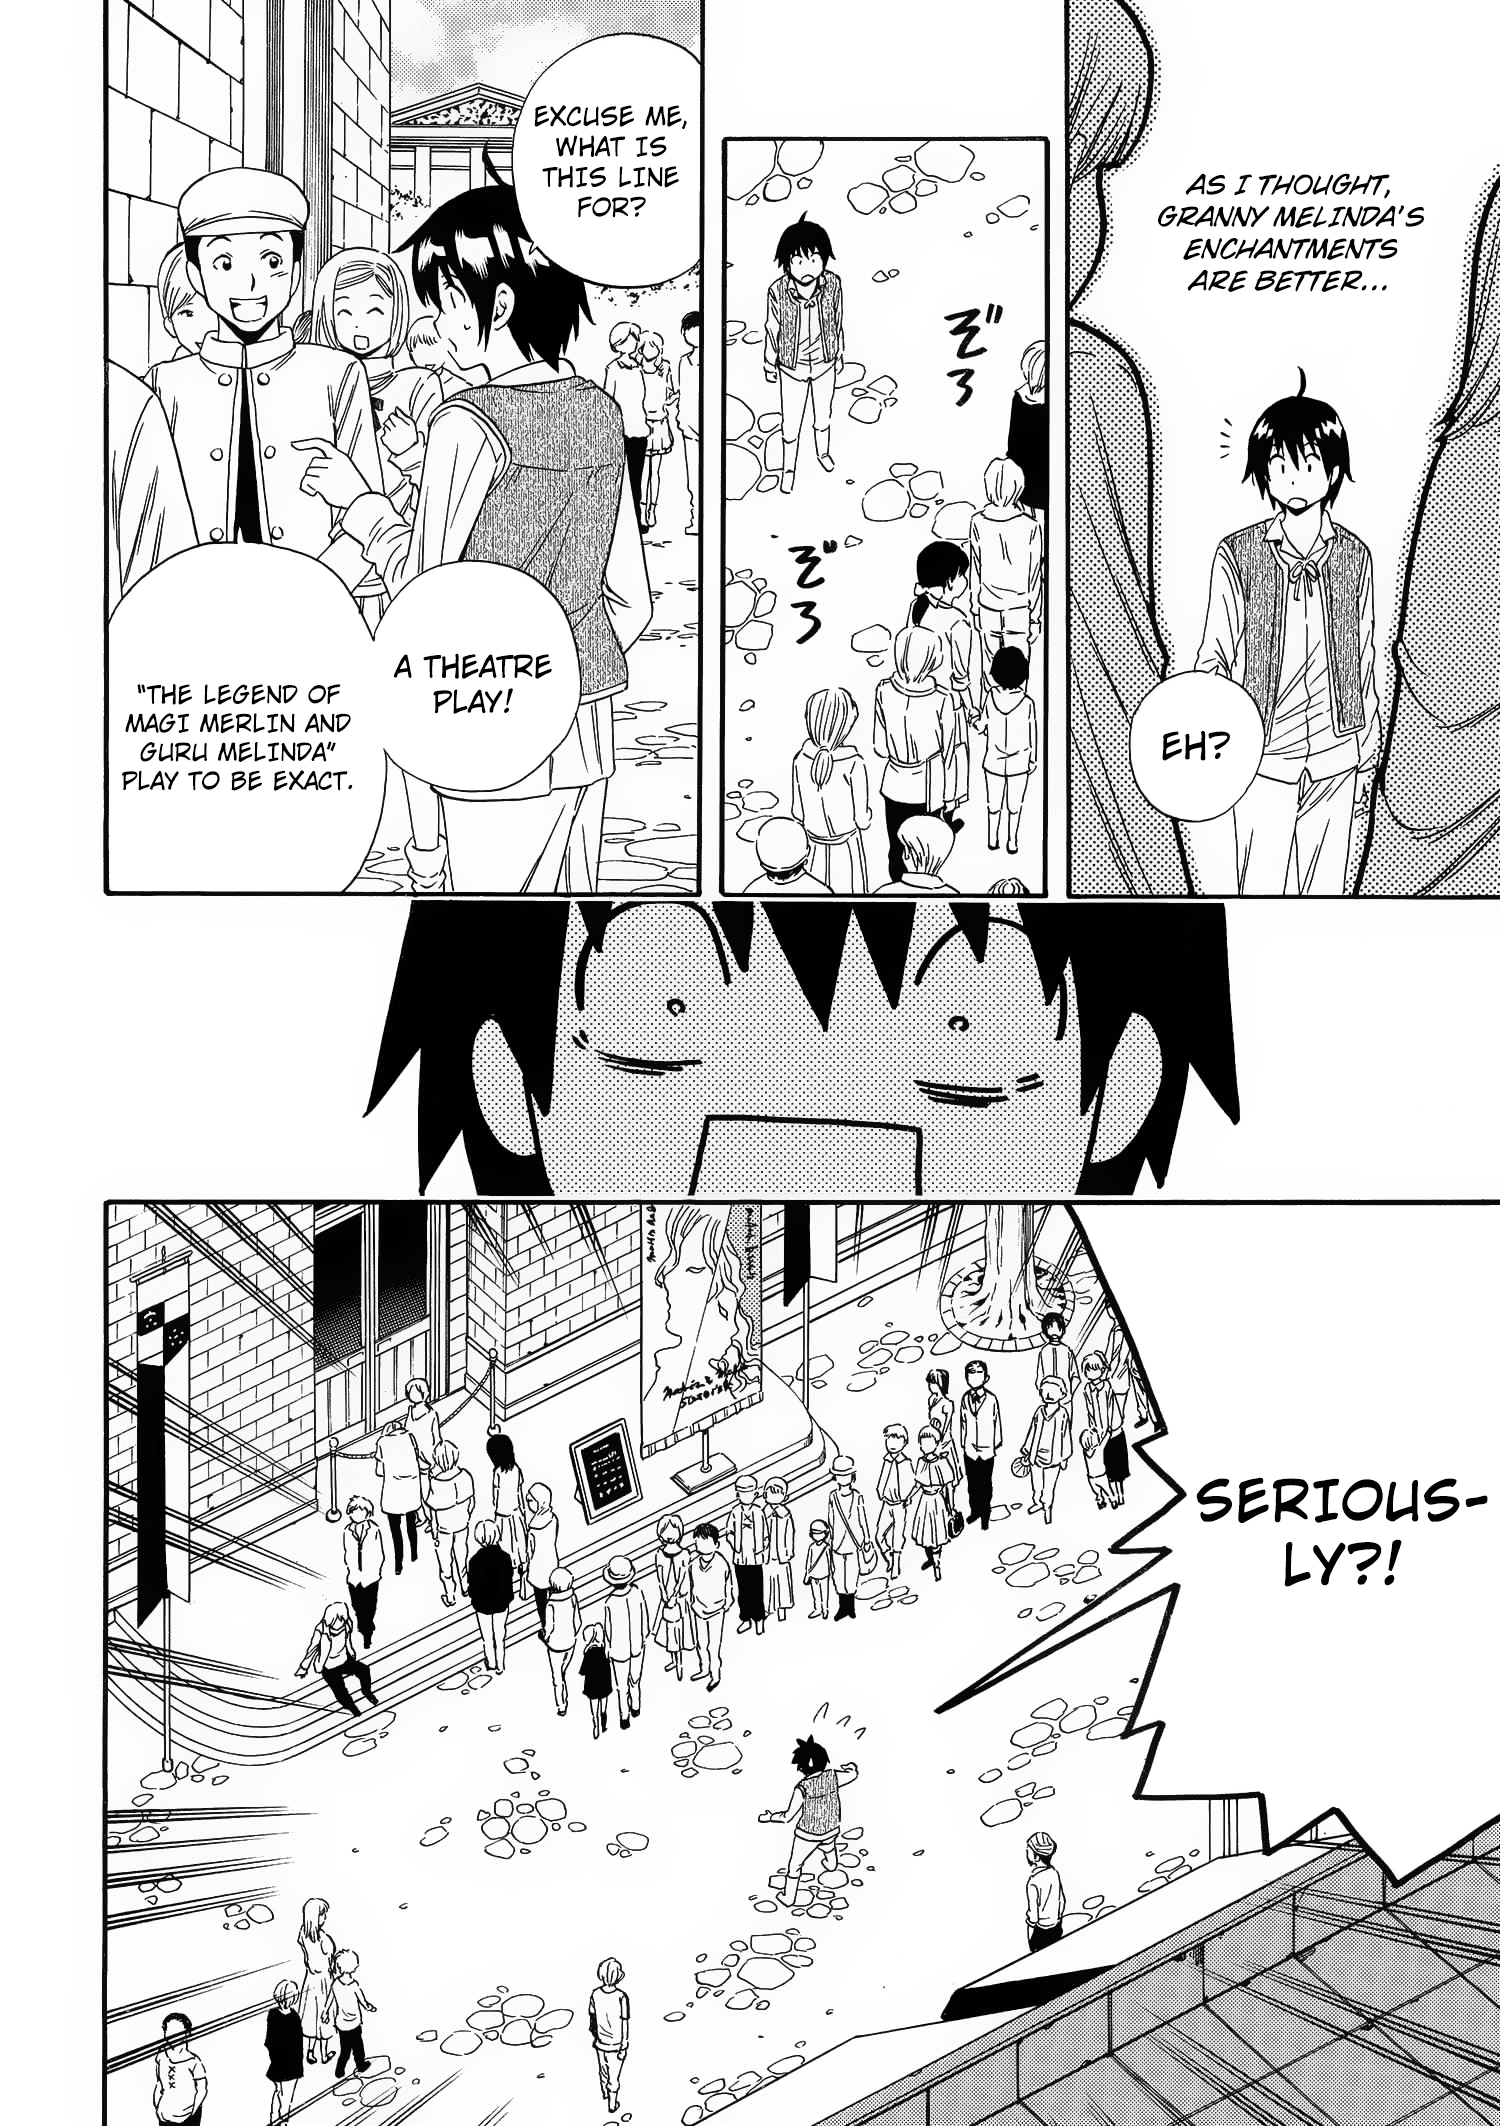 AS I THOUGHT,
GRANNY MELINDA'S
ENCHANTMENTS
ARE BETTER...
EH?
ぞ
ろ
ぞ
ろ
EXCUSE ME,
WHAT IS
THIS LINE
FOR?
A THEATRE
PLAY!
"THE LEGEND OF
MAGI MERLIN AND
GURU MELINDA"
PLAY TO BE EXACT.
SERIOUS-
LY?!